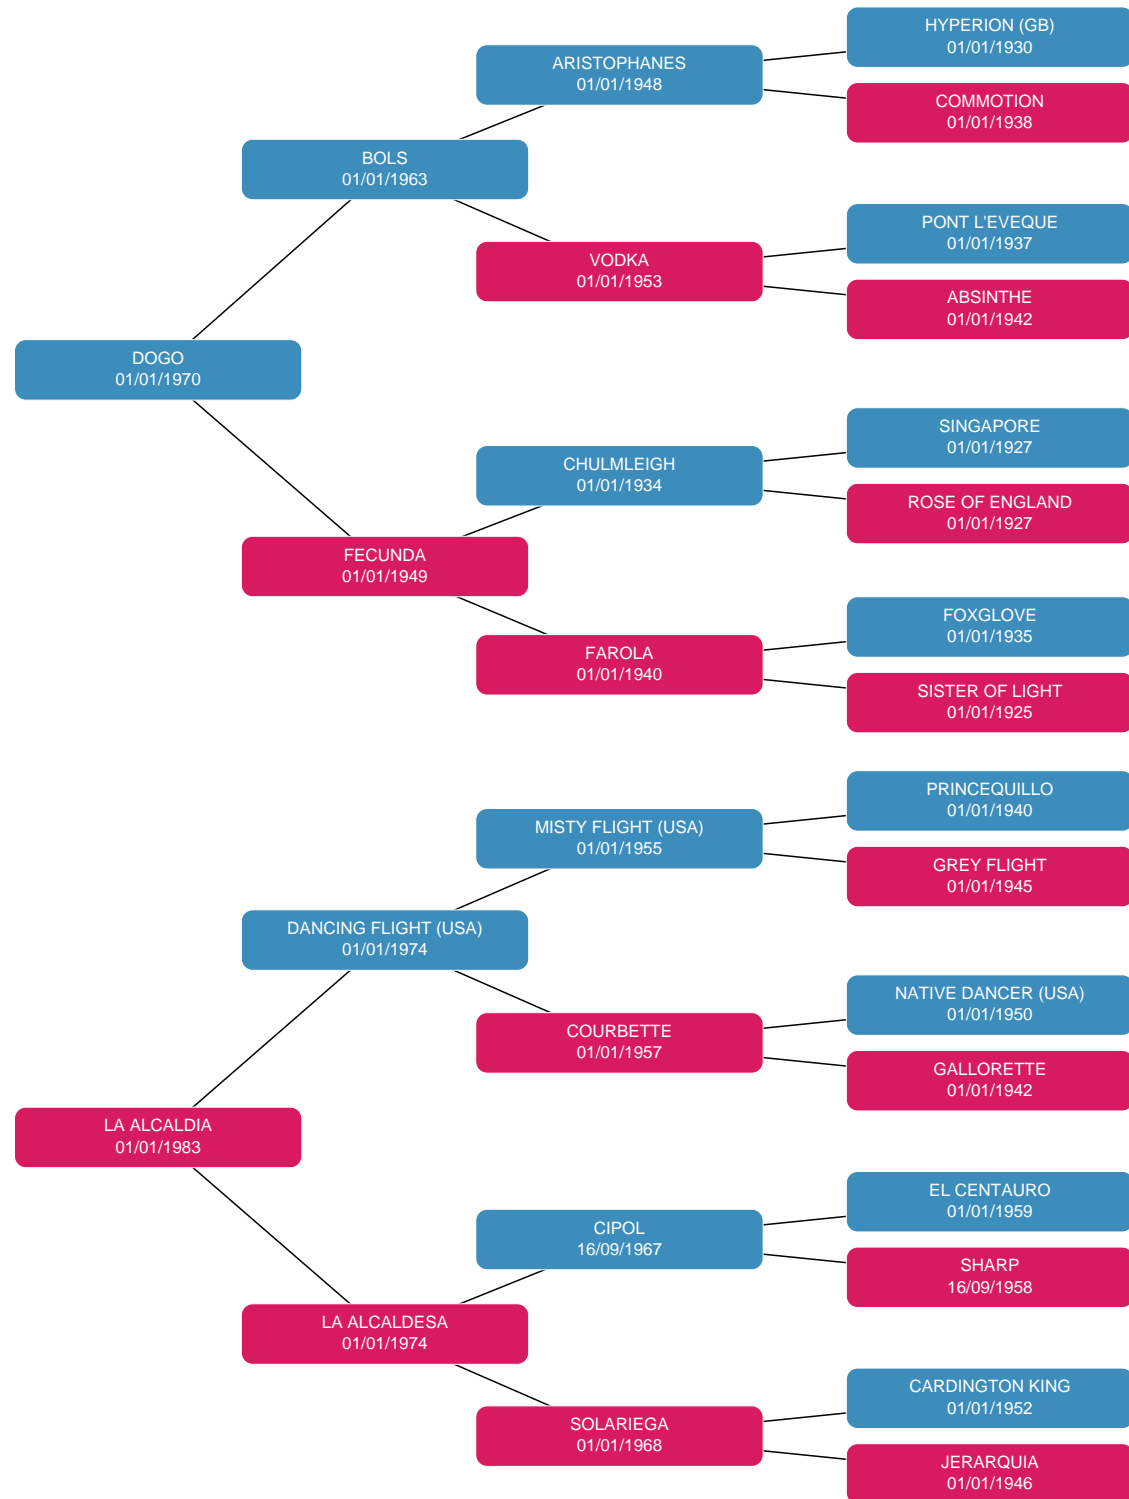 HYPERION (GB)
01/01/1930
ARISTOPHANES
01/01/1948
COMMOTION
01/01/1938
BOLS
01/01/1963
PONT L'EVEQUE
01/01/1937
VODKA
01/01/1953
ABSINTHE
01/01/1942
DOGO
01/01/1970
SINGAPORE
01/01/1927
CHULMLEIGH
01/01/1934
ROSE OF ENGLAND
01/01/1927
FECUNDA
01/01/1949
FOXGLOVE
01/01/1935
FAROLA
01/01/1940
SISTER OF LIGHT
01/01/1925
PRINCEQUILLO
01/01/1940
MISTY FLIGHT (USA)
01/01/1955
GREY FLIGHT
01/01/1945
DANCING FLIGHT (USA)
01/01/1974
NATIVE DANCER (USA)
01/01/1950
COURBETTE
01/01/1957
GALLORETTE
01/01/1942
LA ALCALDIA
01/01/1983
EL CENTAURO
01/01/1959
CIPOL
16/09/1967
SHARP
16/09/1958
LA ALCALDESA
01/01/1974
CARDINGTON KING
01/01/1952
SOLARIEGA
01/01/1968
JERARQUIA
01/01/1946